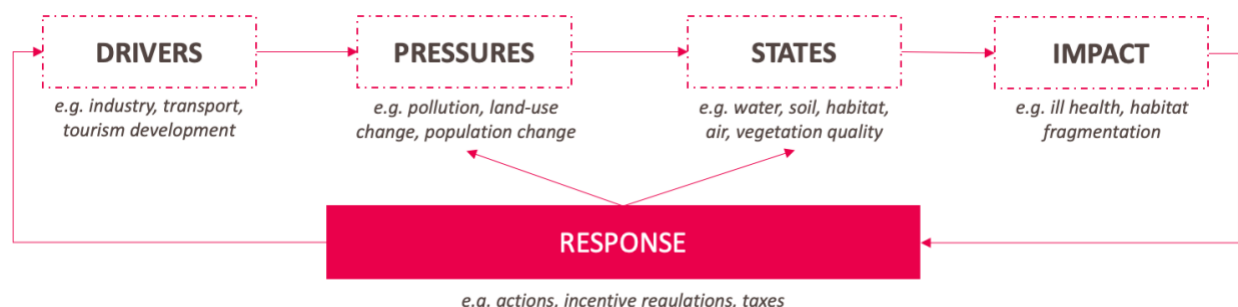 DRIVERS
e.g. industry, transport,
tourism development
PRESSURES
e.g. pollution, land-use
change, population change
STATES
e.g. water, soil, habitat,
air, vegetation quality
IMPACT
e.g. ill health, habitat
fragmentation
RESPONSE
e.g. actions, incentive regulations, taxes